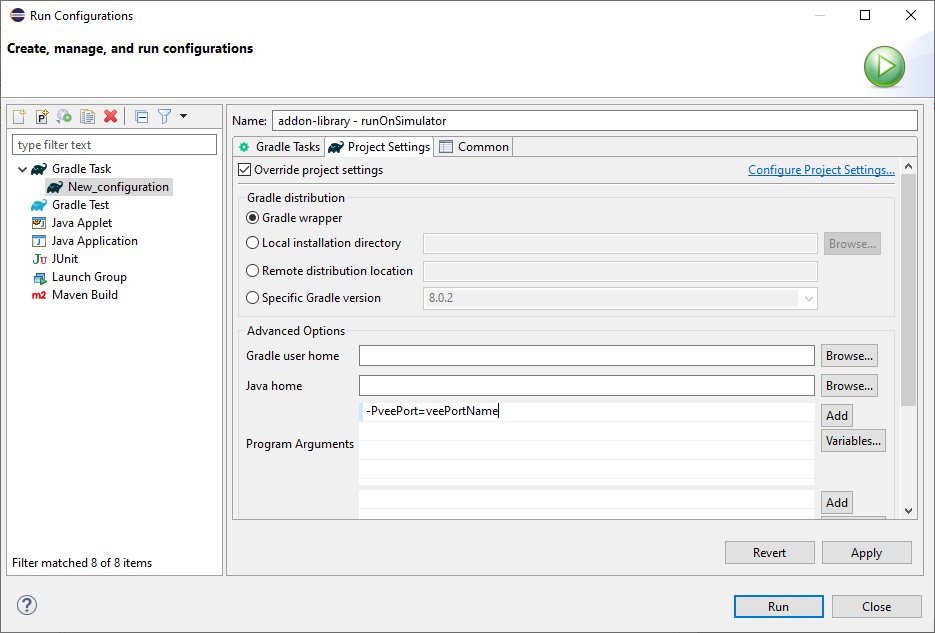 Run Configurations
Create, manage, and run configurations
P
type filter text
Gradle Task
New_configuration
Gradle Test
Java Applet
J
Java Application
Ju JUnit
Launch Group
m2 Maven Build
Filter matched 8 of 8 items
Name: addon-library - runOnSimulator
Gradle Tasks Project Settings Common
Override project settings Configure Project Settings...
Gradle distribution
Gradle wrapper
Local installation directory Browse...
Remote distribution location
Specific Gradle version 8.0.2
Advanced Options
Gradle user home Browse...
Java home Browse...
-PveePort=veePortName Add
Program Arguments Variables...
Add
Revert Apply
? Run Close